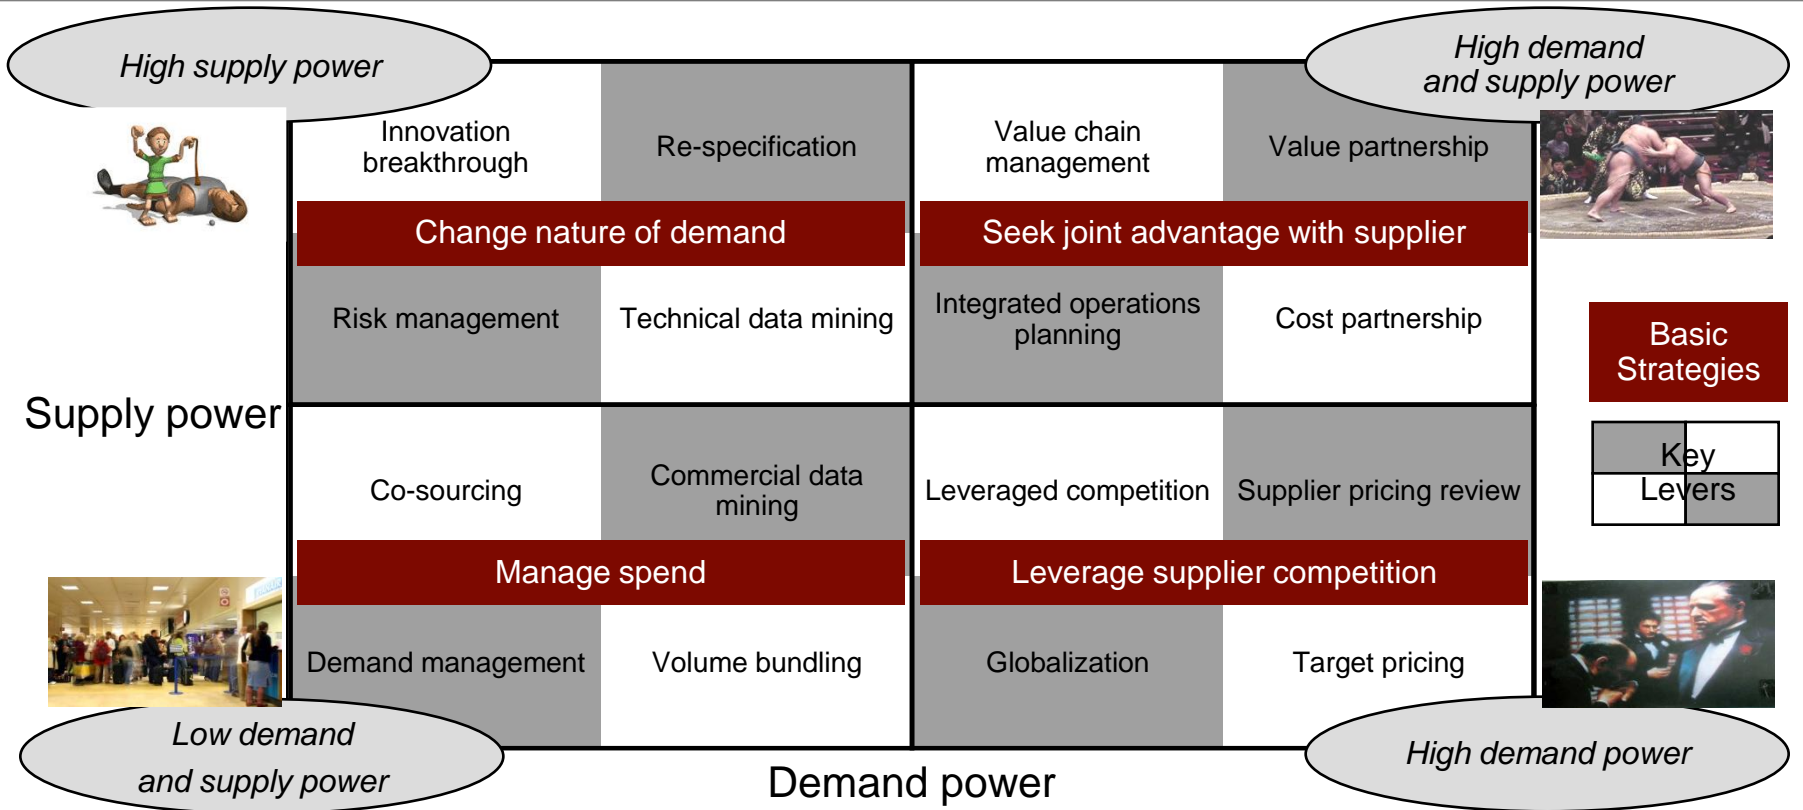 High supply power
High demand
and supply power
Innovation
breakthrough
Re-specification
Value chain
management
Value partnership
Change nature of demand
Seek joint advantage with supplier
Risk management
Technical data mining
Integrated operations
planning
Cost partnership
Basic
Strategies
Supply power
Co-sourcing
Commercial data
mining
Leveraged competition
Supplier pricing review
Key
Levers
Manage spend
Leverage supplier competition
Demand management
Volume bundling
Globalization
Target pricing
Low demand
and supply power
High demand power
Demand power